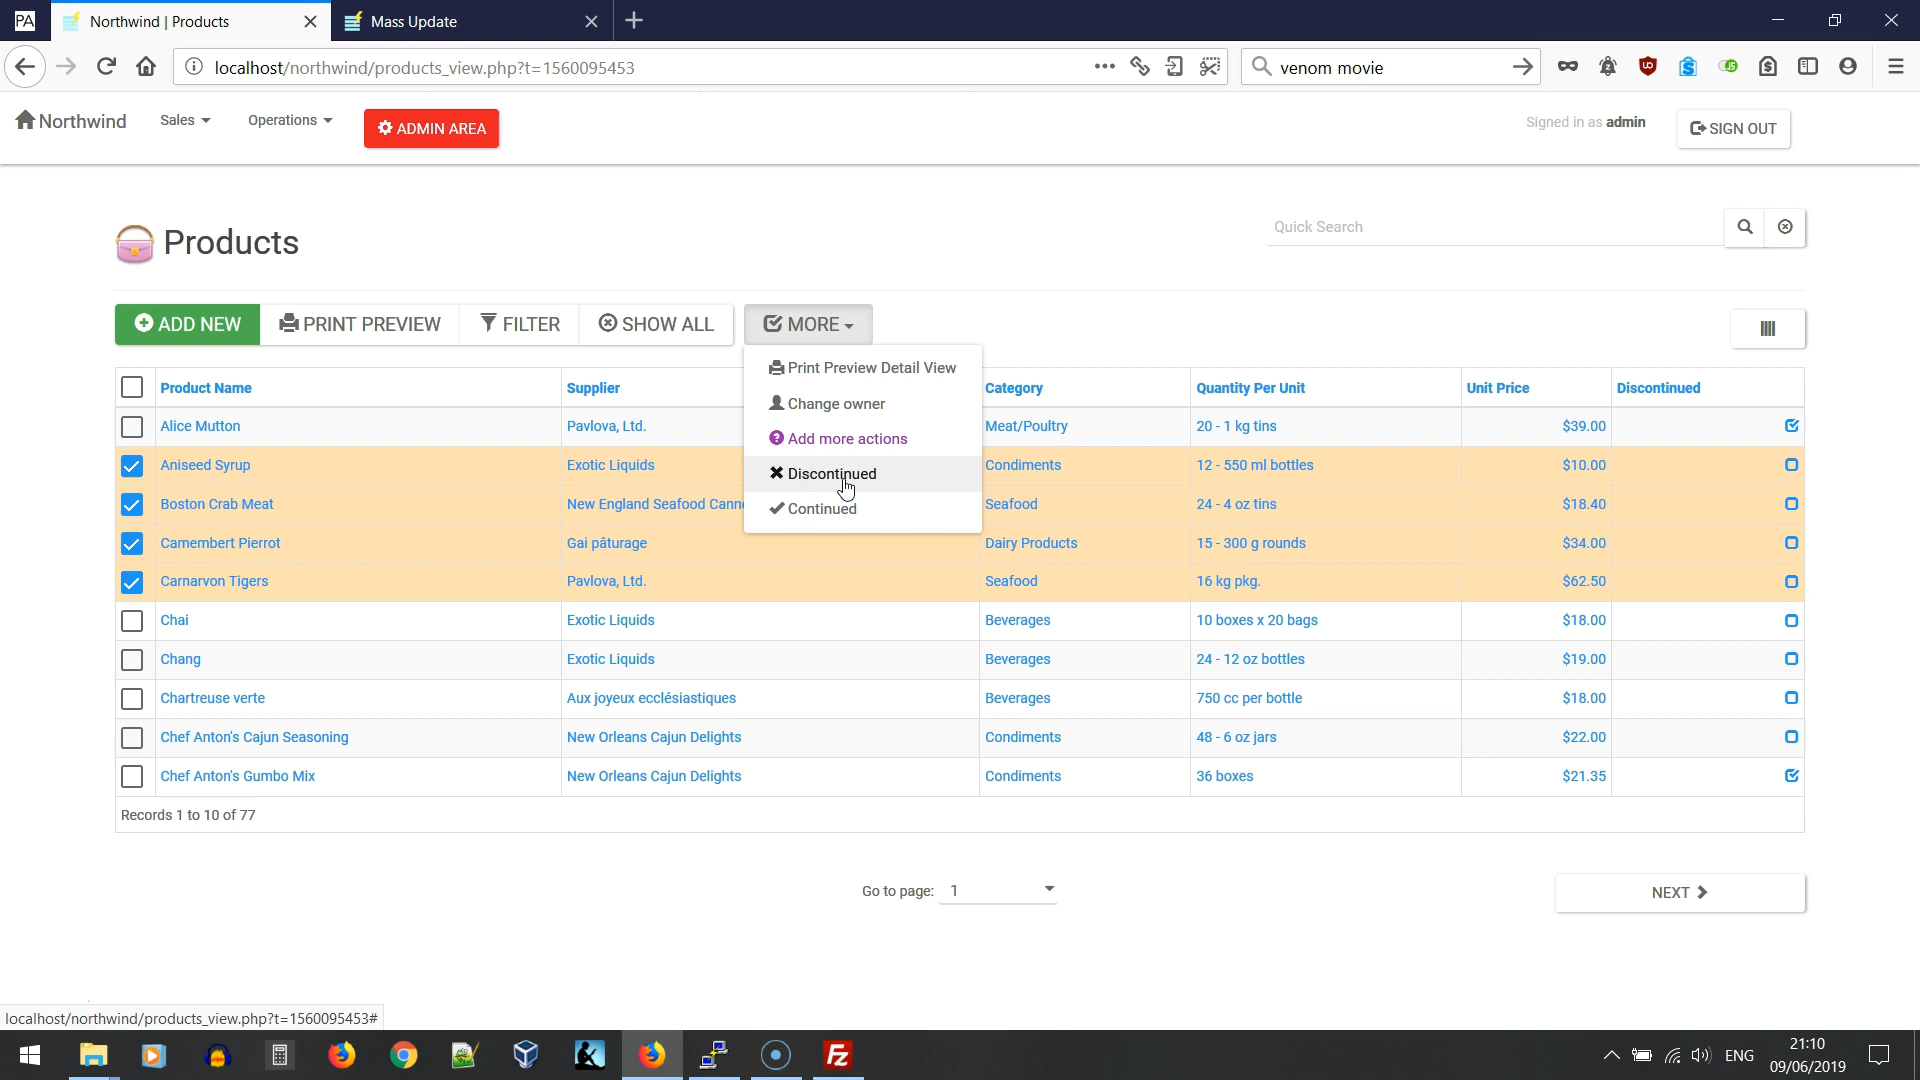 PA Northwind | Products Mass Update
localhost/northwind/products_view.php?t=1560095453 venom movie
Northwind Sales Operations ADMIN AREA Signed in as admin SIGN OUT
Products Quick Search
ADD NEW PRINT PREVIEW FILTER SHOW ALL MORE
Print Preview Detail View
Change owner
Add more actions
Discontinued
Continued
Product Name Supplier Category Quantity Per Unit Unit Price Discontinued
Alice Mutton Pavlova, Ltd. Meat/Poultry 20 - 1 kg tins $39.00
Aniseed Syrup Exotic Liquids Condiments 12 - 550 ml bottles $10.00
Boston Crab Meat New England Seafood Cann Seafood 24 - 4 oz tins $18.40
Camembert Pierrot Gai pâturage Dairy Products 15 - 300 g rounds $34.00
Carnarvon Tigers Pavlova, Ltd. Seafood 16 kg pkg. $62.50
Chai Exotic Liquids Beverages 10 boxes x 20 bags $18.00
Chang Exotic Liquids Beverages 24 - 12 oz bottles $19.00
Chartreuse verte Aux joyeux ecclésiastiques Beverages 750 cc per bottle $18.00
Chef Anton's Cajun Seasoning New Orleans Cajun Delights Condiments 48 - 6 oz jars $22.00
Chef Anton's Gumbo Mix New Orleans Cajun Delights Condiments 36 boxes $21.35
Records 1 to 10 of 77
Go to page: 1 NEXT
localhost/northwind/products_view.php?t=1560095453#
ENG 21:10
09/06/2019